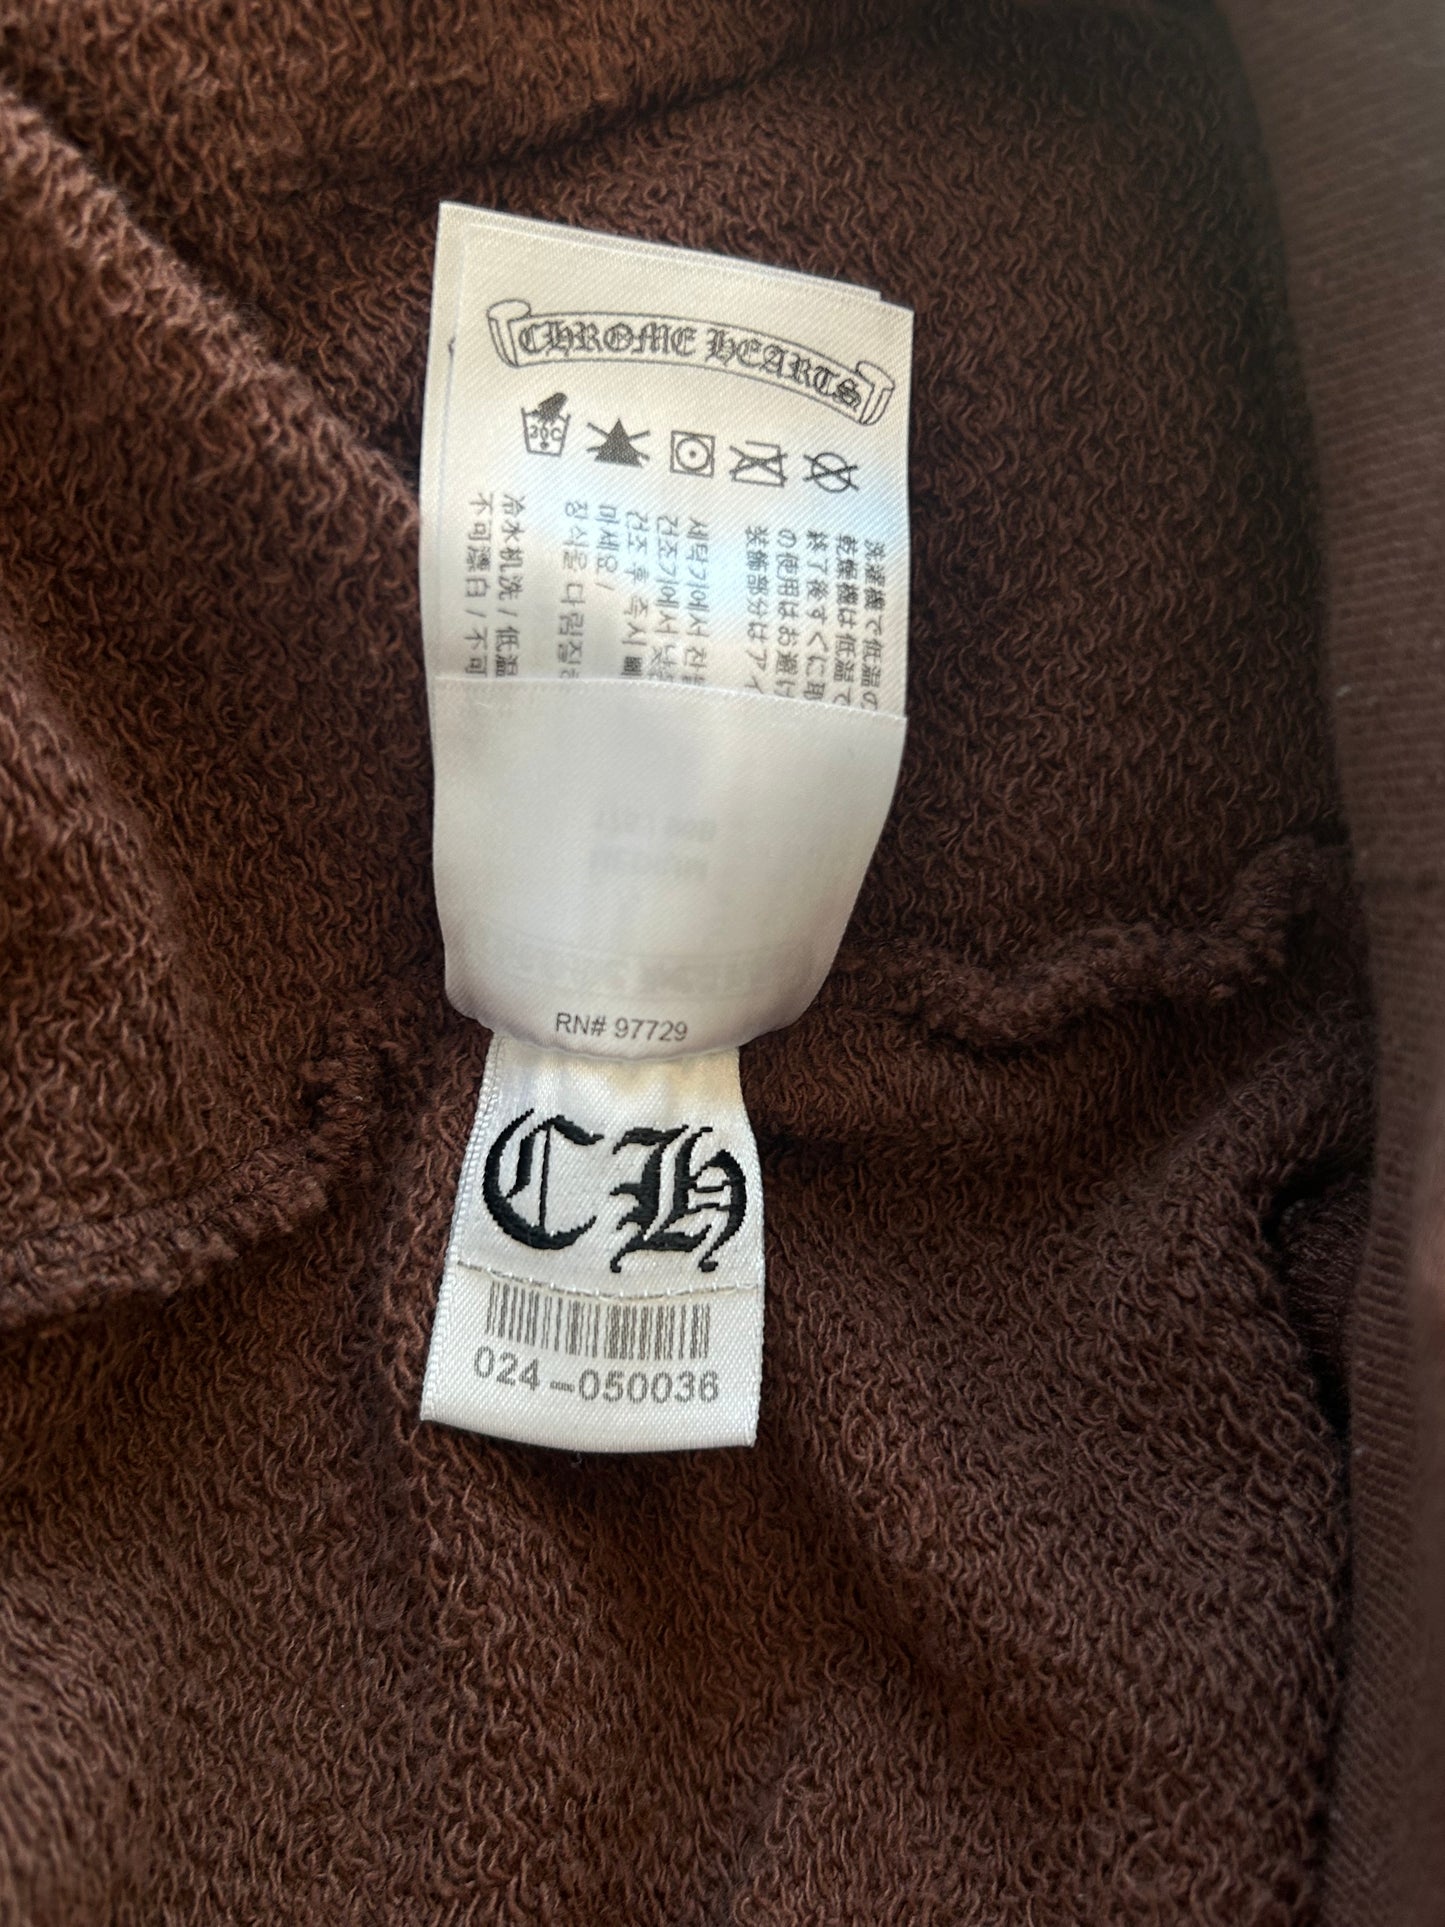 CHROME HEARTS
30C
洗濯機で低温の
乾燥機は低温で
終了後すぐに
の使用はお避け
装飾部分はアイ
세탁기에서 찬
건조기에서
건조 후 즉시
마세요/
장식을 다림질
冷水机洗 / 低温
不可漂白 / 不可
RN# 97729
CH
024-050036